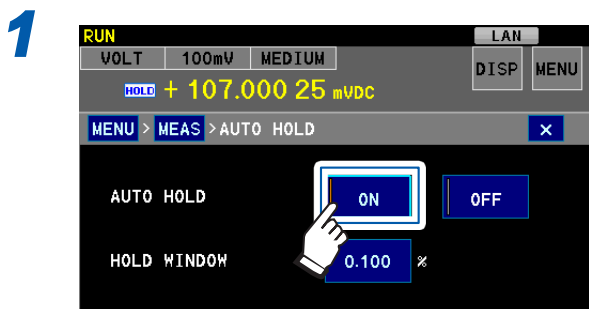 1
RUN LAN
VOLT 100mV MEDIUM DISP MENU
HOLD + 107.000 25 mVDC
MENU > MEAS > AUTO HOLD ×
AUTO HOLD ON OFF
HOLD WINDOW 0.100 %